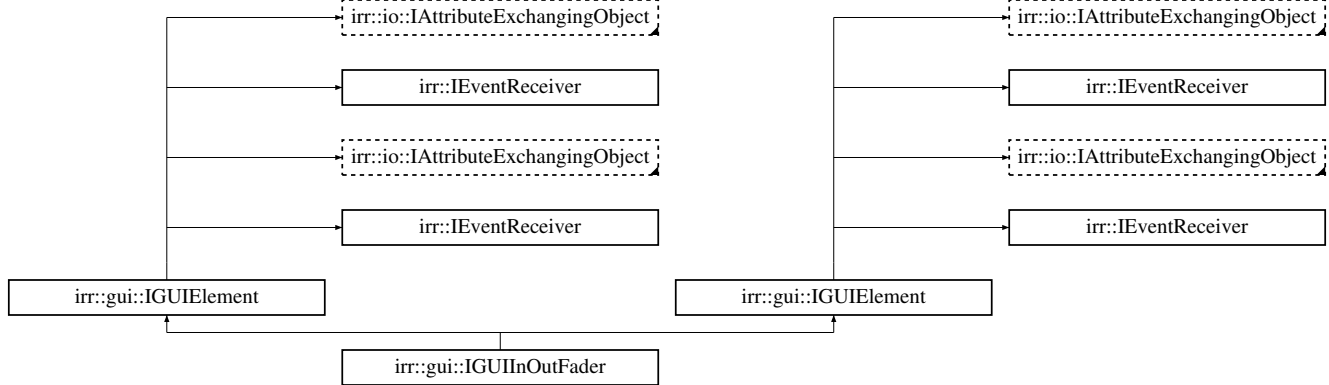 irr::io::IAttributeExchangingObject
irr::io::IAttributeExchangingObject
irr::IEventReceiver
irr::IEventReceiver
irr::io::IAttributeExchangingObject
irr::io::IAttributeExchangingObject
irr::IEventReceiver
irr::IEventReceiver
irr::gui::IGUIElement
irr::gui::IGUIElement
irr::gui::IGUIInOutFader